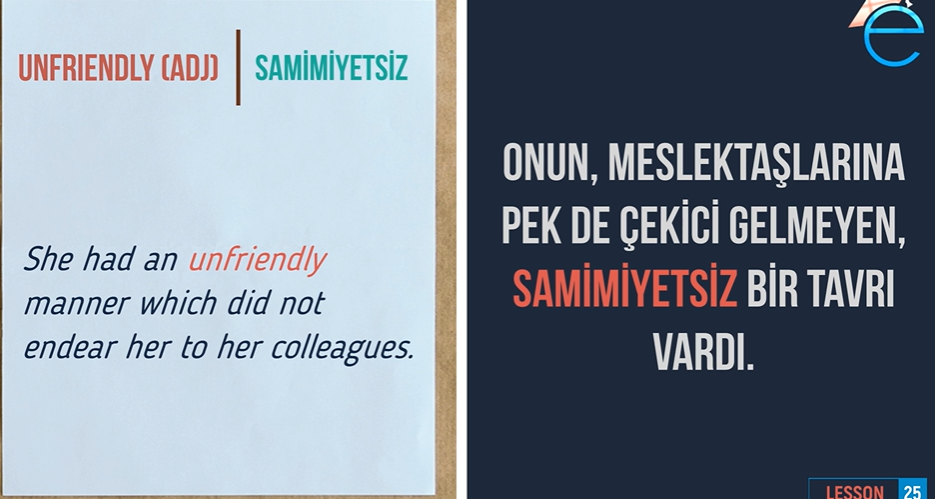 UNFRIENDLY (ADJ)
SAMİMİYETSİZ
She had an unfriendly
manner which did not
endear her to her colleagues.
ONUN, MESLEKTAŞLARINA
PEK DE ÇEKİCİ GELMEYEN,
SAMİMİYETSİZ BİR TAVRI
VARDI.
e
LESSON 25